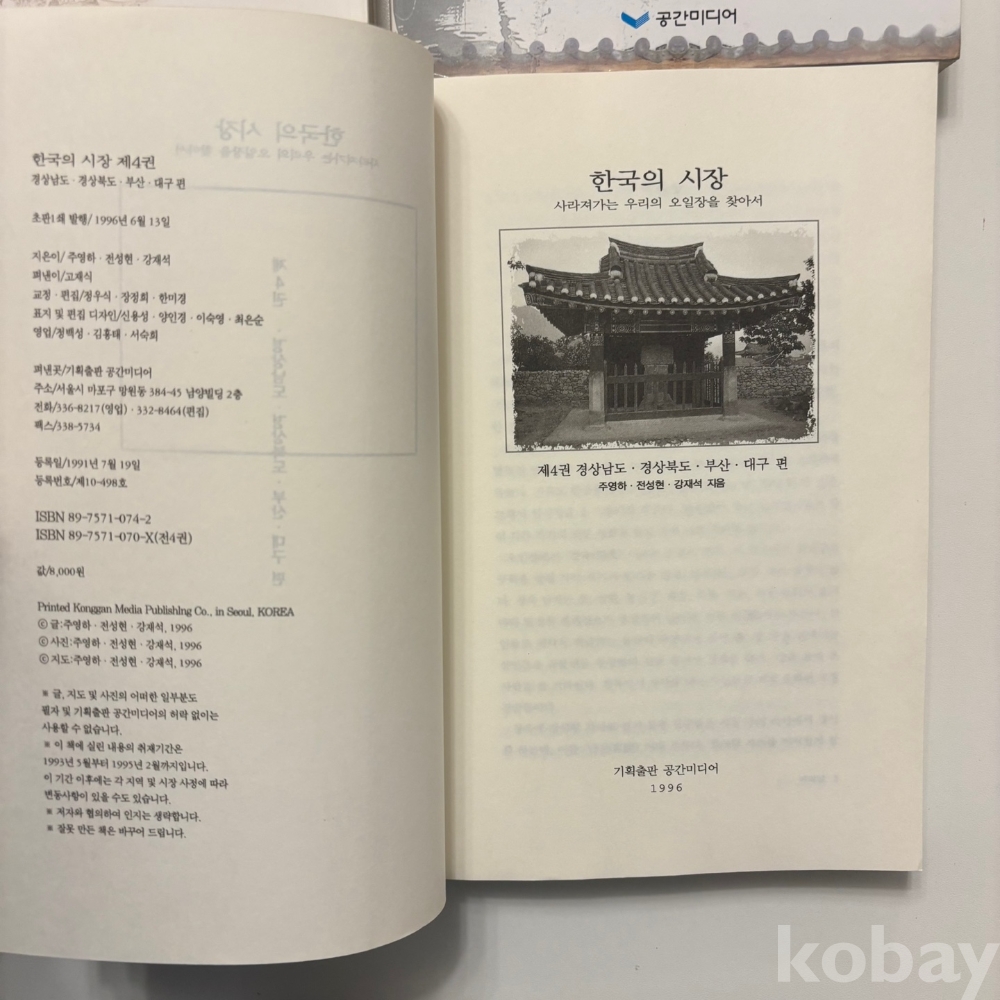 공간미디어
한국의 시장 제4권
경상남도·경상북도·부산·대구 편
초판1쇄 발행/1996년 6월 13일
지은이/주영하·전성현·강재석
펴낸이/고재식
교정·편집/정우식·장정희·한미경
표지 및 편집 디자인/신용성·양인경·이숙영·최은순
영업/정백성·김홍태·서숙희
펴낸곳/기획출판 공간미디어
주소/서울시 마포구 망원동 384-45 남양빌딩 2층
전화/336-8217(영업)·332-8464(편집)
팩스/338-5734
등록일/1991년 7월 19일
등록번호/제10-498호
ISBN 89-7571-074-2
ISBN 89-7571-070-X(전4권)
값/8,000원
Printed Konggan Media Publishing Co., in Seoul, KOREA
ⓒ글:주영하·전성현·강재석, 1996
ⓒ사진:주영하·전성현·강재석, 1996
ⓒ지도:주영하·전성현·강재석, 1996
※ 글, 지도 및 사진의 어떠한 일부분도
필자 및 기획출판 공간미디어의 허락 없이는
사용할 수 없습니다.
※ 이 책에 실린 내용의 취재기간은
1993년 5월부터 1995년 2월까지입니다.
이 기간 이후에는 각 지역 및 시장 사정에 따라
변동사항이 있을 수도 있습니다.
※ 저자와 협의하여 인지는 생략합니다.
※ 잘못 만든 책은 바꾸어 드립니다.
한국의 시장
사라져가는 우리의 오일장을 찾아서
제4권 경상남도·경상북도·부산·대구 편
주영하·전성현·강재석 지음
기획출판 공간미디어
1996
kobay